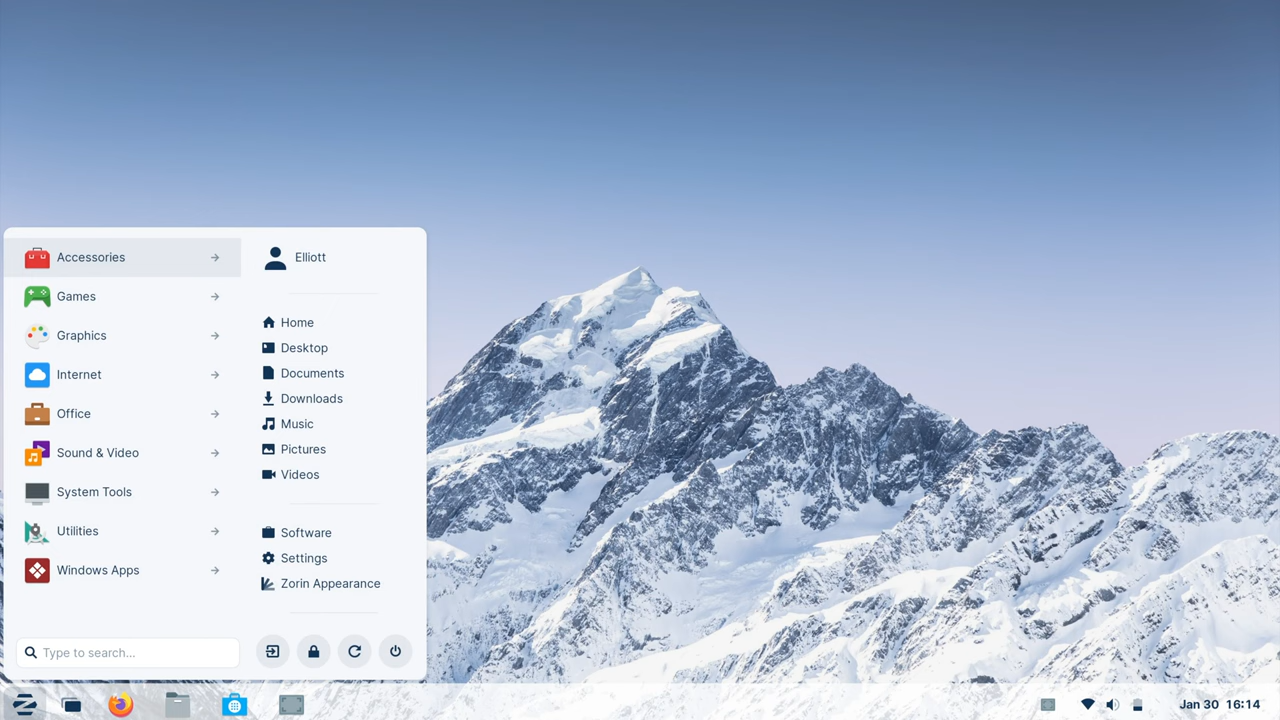 Accessories
Games
Graphics
Internet
Office
Sound & Video
System Tools
Utilities
Windows Apps
Type to search...
Elliott
Home
Desktop
Documents
Downloads
Music
Pictures
Videos
Software
Settings
Zorin Appearance
Jan 30 16:14